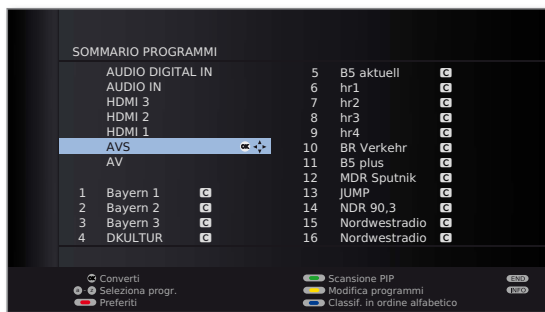 SOMMARIO PROGRAMMI
AUDIO DIGITAL IN
AUDIO IN
HDMI 3
HDMI 2
HDMI 1
AVS OK
AV
1 Bayern 1 C
2 Bayern 2 C
3 Bayern 3 C
4 DKULTUR C
5 B5 aktuell C
6 hr1 C
7 hr2 C
8 hr3 C
9 hr4 C
10 BR Verkehr C
11 B5 plus C
12 MDR Sputnik C
13 JUMP C
14 NDR 90,3 C
15 Nordwestradio C
16 Nordwestradio C
OK Converti
Seleziona progr.
Preferiti
Scansione PIP
Modifica programmi
Classif. in ordine alfabetico
END
INFO